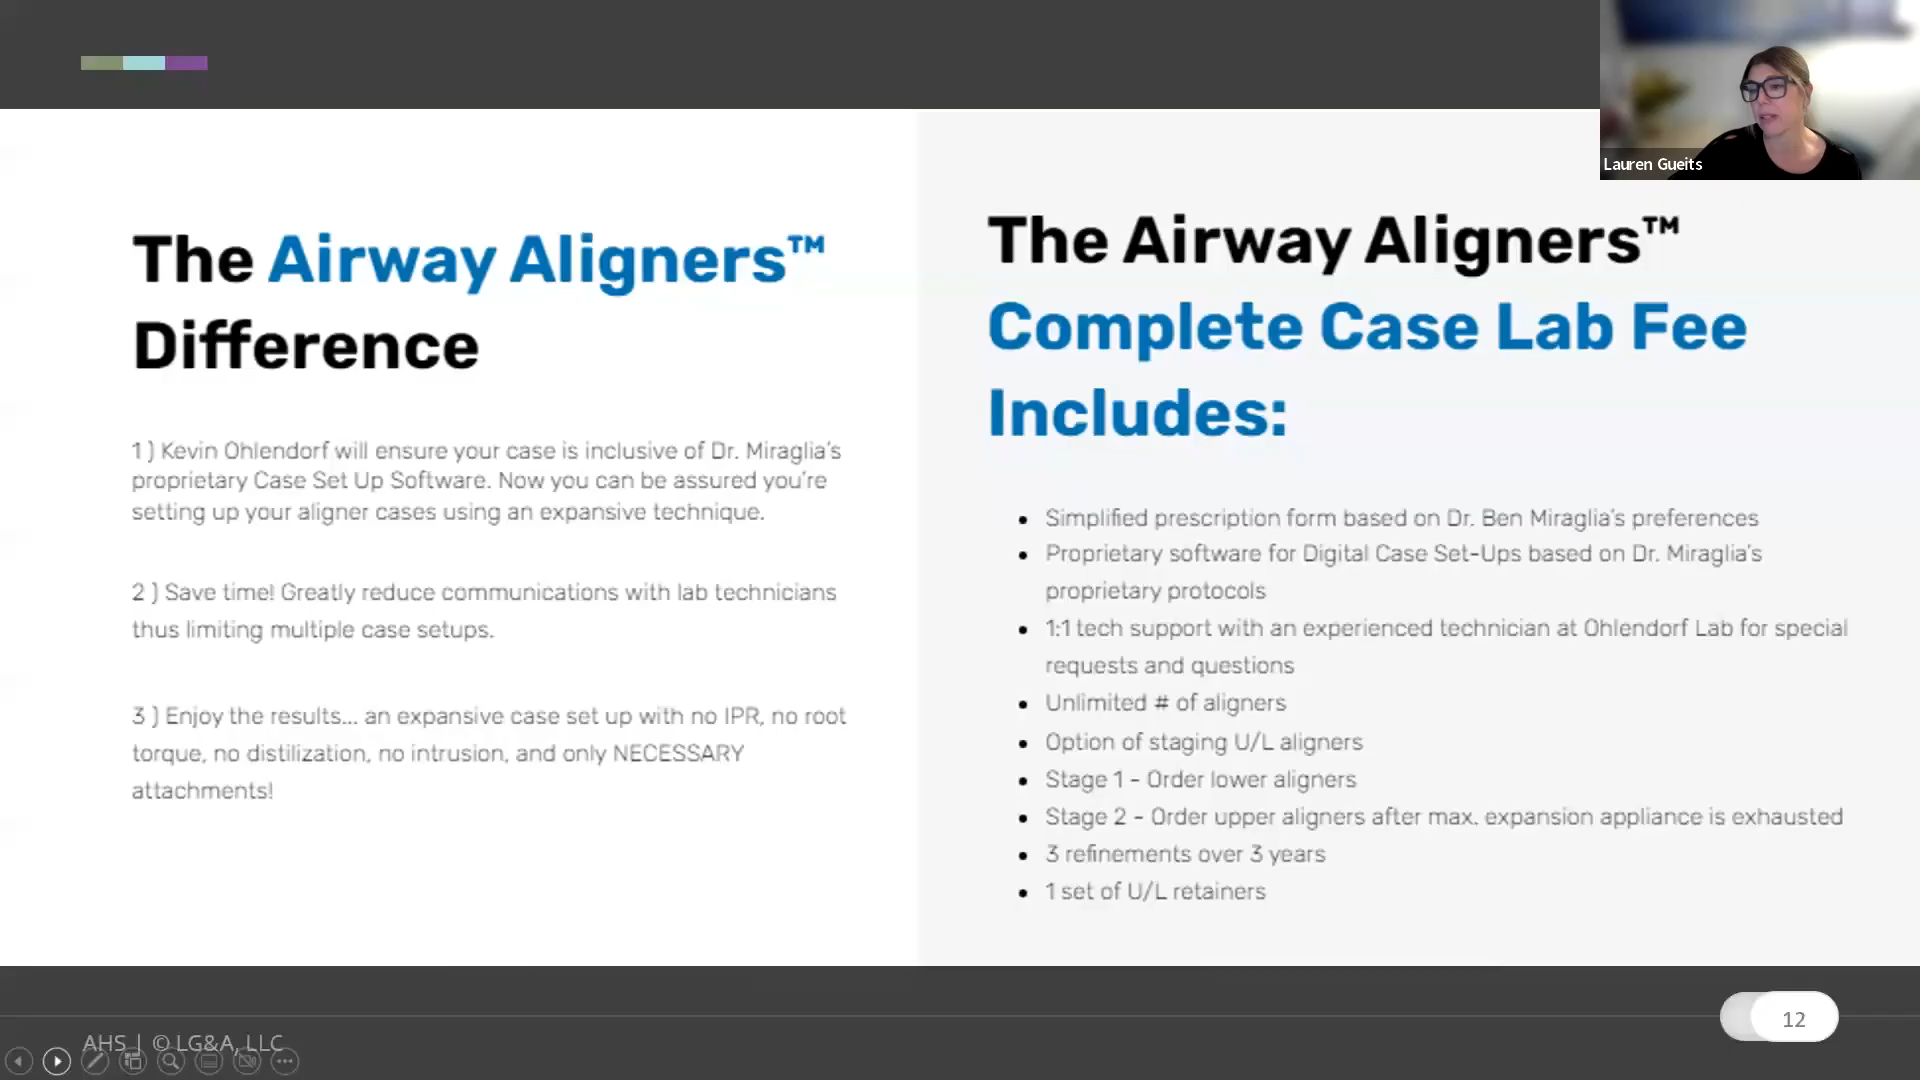 Lauren Gueits
The Airway Aligners™
Difference
1 ) Kevin Ohlendorf will ensure your case is inclusive of Dr. Miraglia's
proprietary Case Set Up Software. Now you can be assured you're
setting up your aligner cases using an expansive technique.
2 ) Save time! Greatly reduce communications with lab technicians
thus limiting multiple case setups.
3 ) Enjoy the results... an expansive case set up with no IPR, no root
torque, no distilization, no intrusion, and only NECESSARY
attachments!
The Airway Aligners™
Complete Case Lab Fee
Includes:
• Simplified prescription form based on Dr. Ben Miraglia's preferences
• Proprietary software for Digital Case Set-Ups based on Dr. Miraglia's
proprietary protocols
• 1:1 tech support with an experienced technician at Ohlendorf Lab for special
requests and questions
• Unlimited # of aligners
• Option of staging U/L aligners
• Stage 1 - Order lower aligners
• Stage 2 - Order upper aligners after max. expansion appliance is exhausted
• 3 refinements over 3 years
• 1 set of U/L retainers
AHS | © LG&A, LLC
12